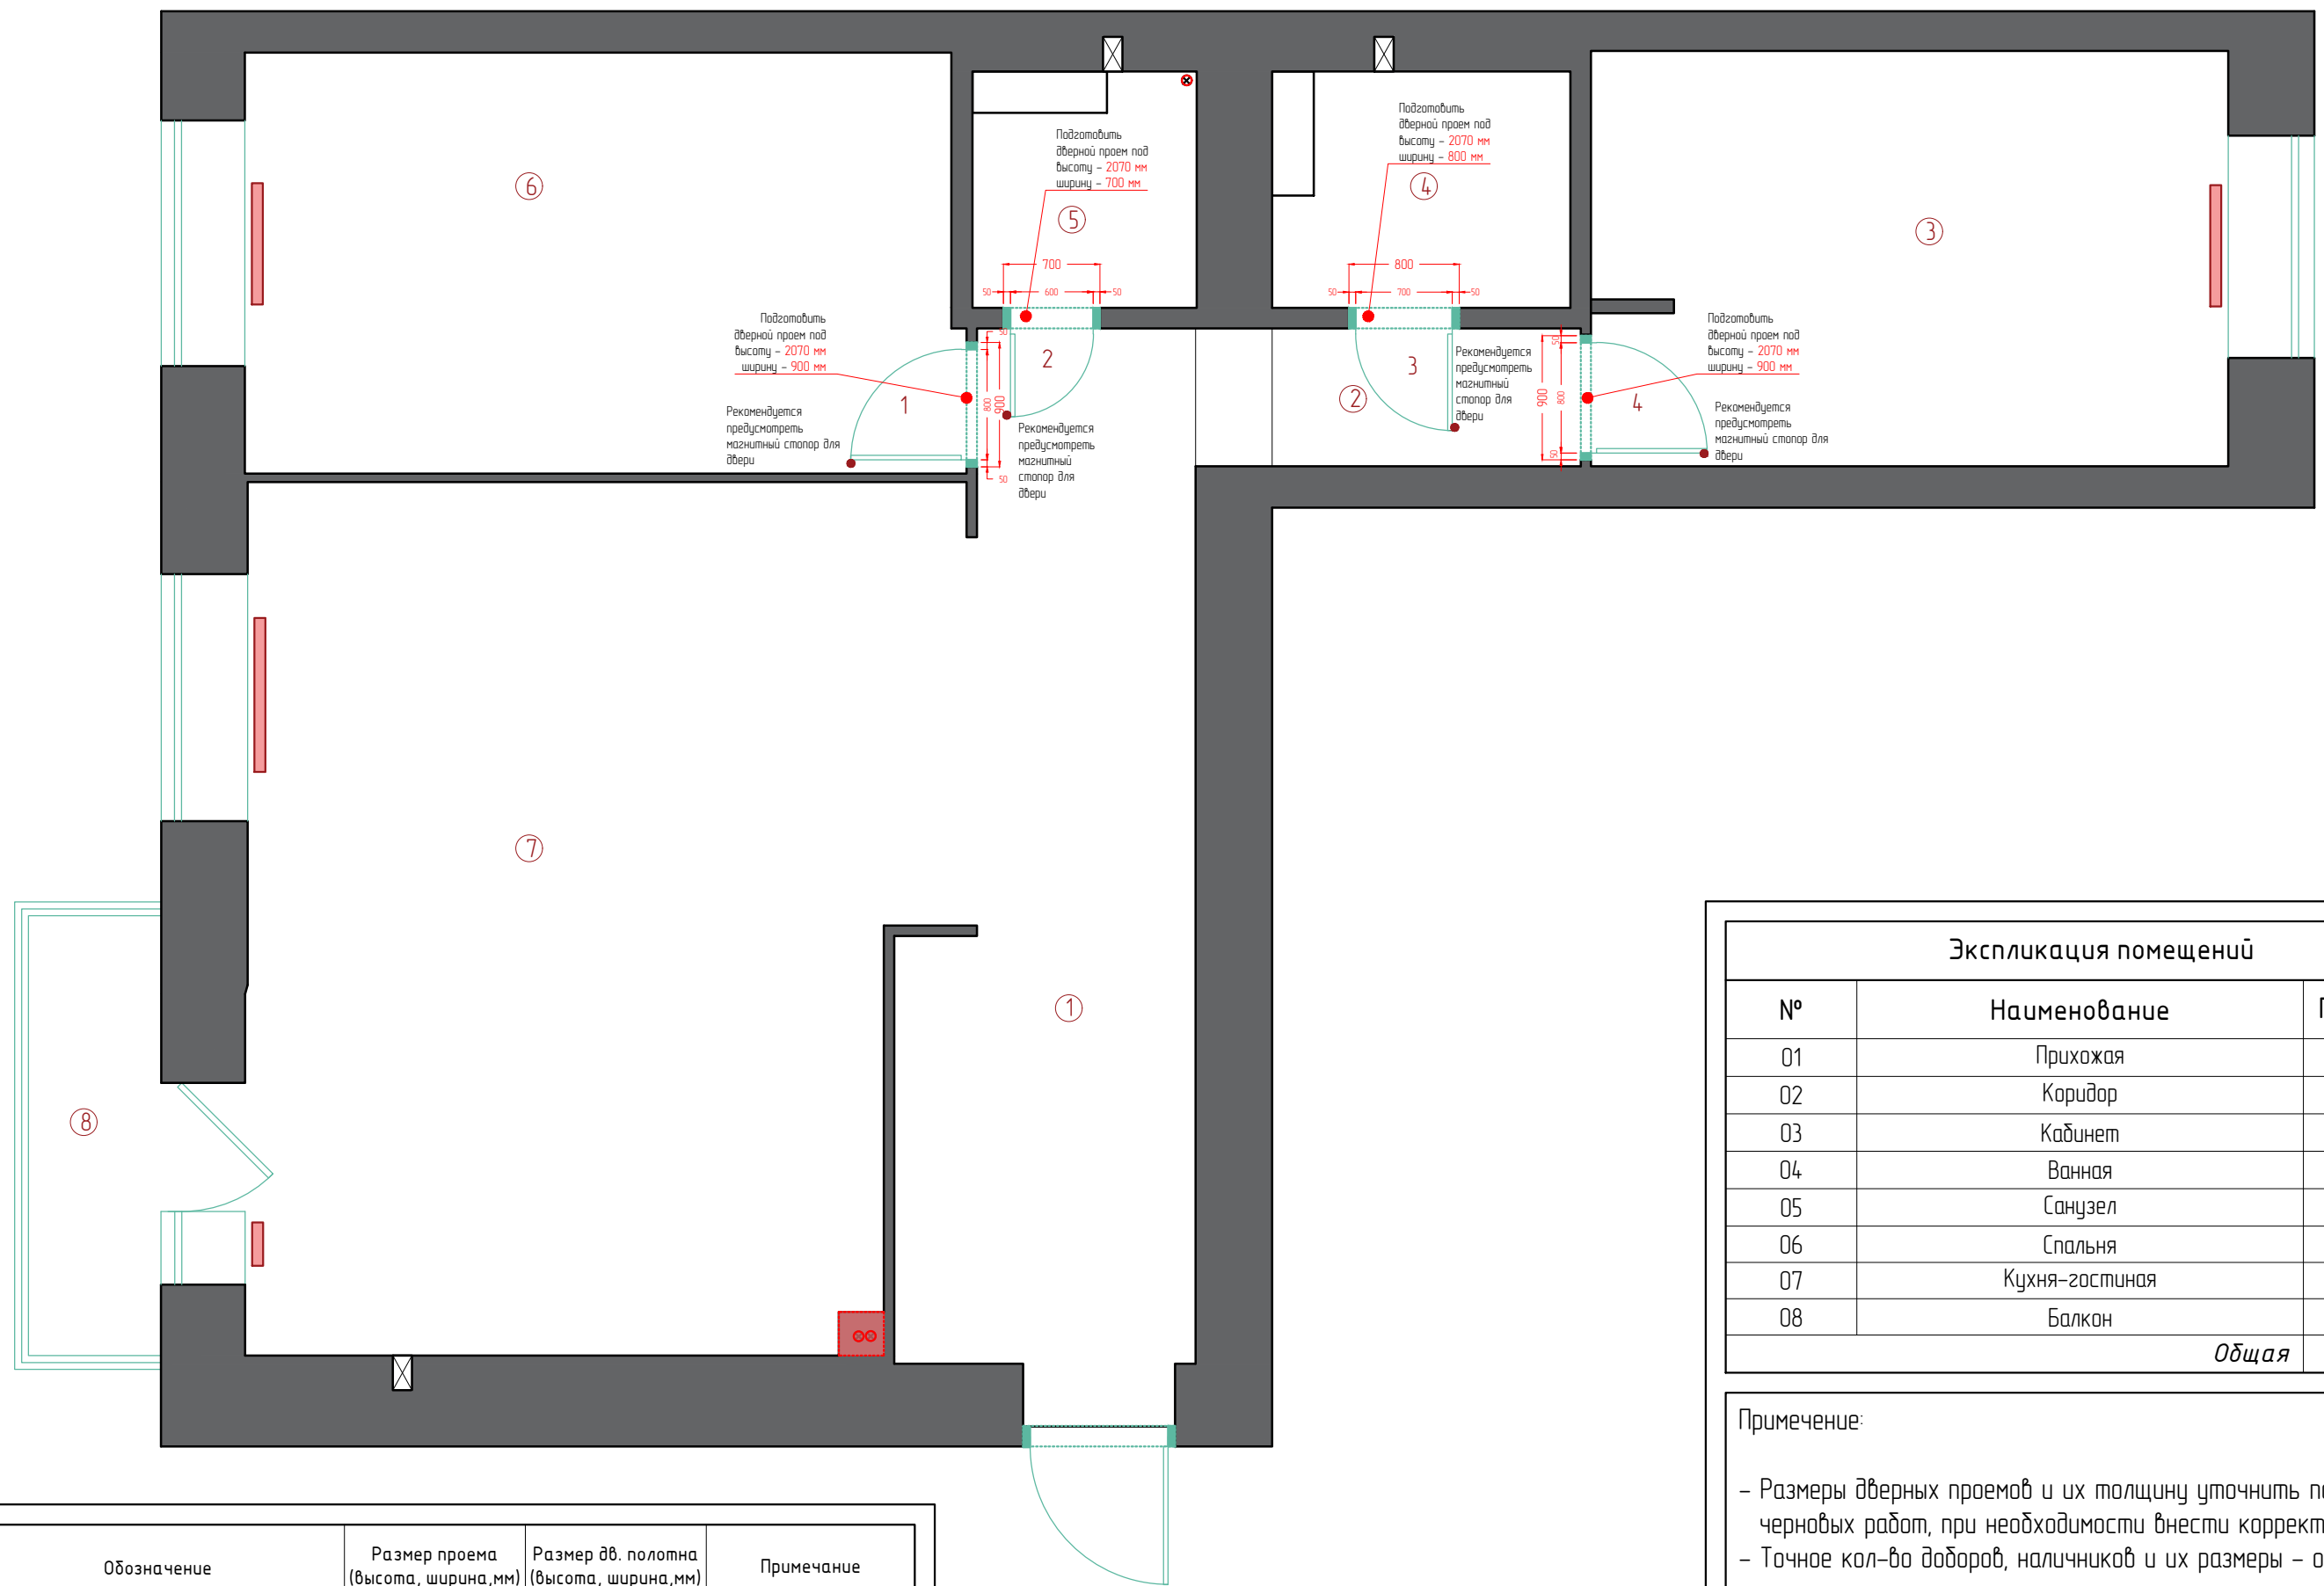 Подготовить
дверной проем под
высоту - 2070 мм
ширину - 700 мм
5
700
50 600 50
Подготовить
дверной проем под
высоту - 2070 мм
ширину - 800 мм
4
800
50 700 50
6
3
Подготовить
дверной проем под
высоту - 2070 мм
ширину - 900 мм
1
50
800
900
50
Рекомендуется
предусмотреть
магнитный стопор для
двери
2
Рекомендуется
предусмотреть
магнитный
стопор для
двери
2
3
Рекомендуется
предусмотреть
магнитный
стопор для
двери
50
900
800
50
Подготовить
дверной проем под
высоту - 2070 мм
ширину - 900 мм
4
Рекомендуется
предусмотреть
магнитный стопор для
двери
7
1
8
Экспликация помещений
№ Наименование
01 Прихожая
02 Коридор
03 Кабинет
04 Ванная
05 Санузел
06 Спальня
07 Кухня-гостиная
08 Балкон
Общая
Примечение:
- Размеры дверных проемов и их толщину уточнить
черновых работ, при необходимости внести
- Точное кол-во доборов, наличников и их размеры -
Обозначение
Размер проема
(высота, ширина,мм)
Размер дв. полотна
(высота, ширина,мм)
Примечание